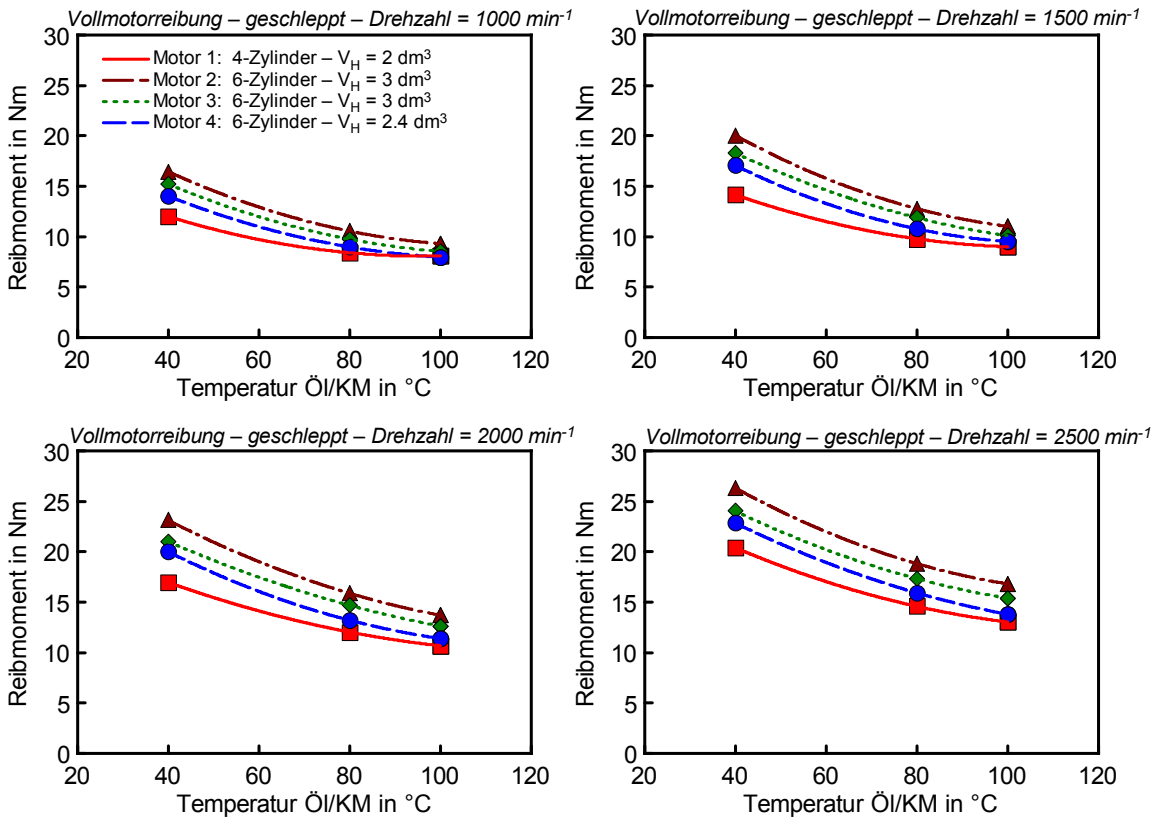 Vollmotorreibung – geschleppt – Drehzahl = 1000 min-1
Reibmoment in Nm
30
25
20
15
10
5
0
Motor 1: 4-Zylinder – VH = 2 dm3
Motor 2: 6-Zylinder – VH = 3 dm3
Motor 3: 6-Zylinder – VH = 3 dm3
Motor 4: 6-Zylinder – VH = 2.4 dm3
20 40 60 80 100 120
Temperatur Öl/KM in °C
Vollmotorreibung – geschleppt – Drehzahl = 1500 min-1
Reibmoment in Nm
30
25
20
15
10
5
0
20 40 60 80 100 120
Temperatur Öl/KM in °C
Vollmotorreibung – geschleppt – Drehzahl = 2000 min-1
Reibmoment in Nm
30
25
20
15
10
5
0
20 40 60 80 100 120
Temperatur Öl/KM in °C
Vollmotorreibung – geschleppt – Drehzahl = 2500 min-1
Reibmoment in Nm
30
25
20
15
10
5
0
20 40 60 80 100 120
Temperatur Öl/KM in °C